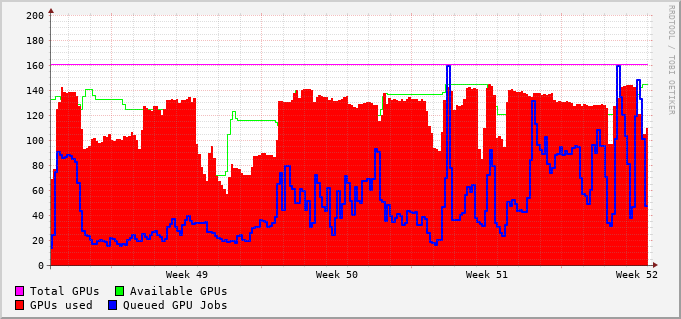 200
180
160
140
120
100
80
60
40
20
0
Week 49 Week 50 Week 51 Week 52
Total GPUs Available GPUs
GPUs used Queued GPU Jobs
RRDTOOL / TOBI OETIKER